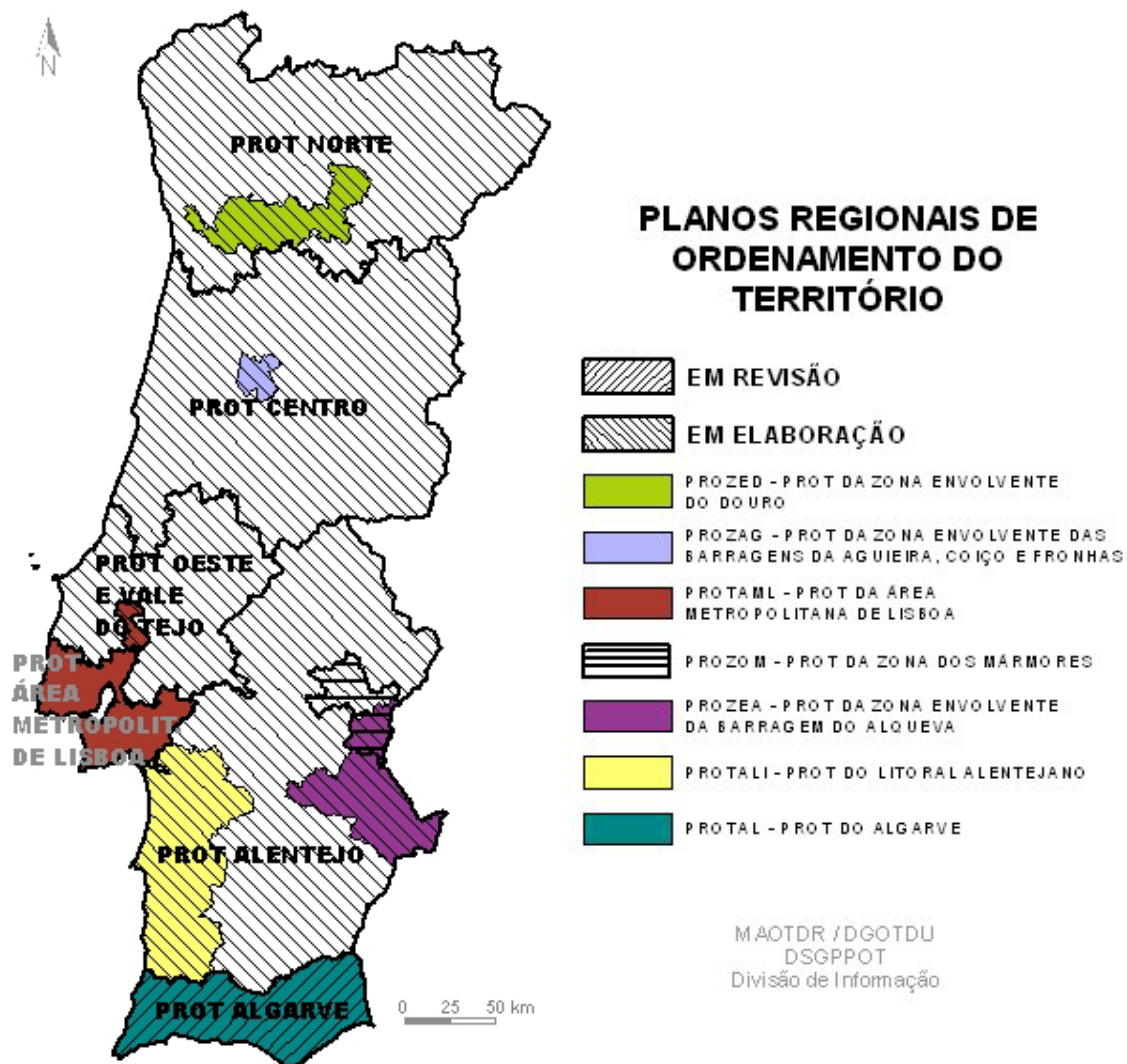 N
PROT NORTE
PROT CENTRO
PROT OESTE
E VALE
DO TEJO
PROT
ÁREA
METROPOLIT.
DE LISBOA
PROT ALENTEJO
PROT ALGARVE
0 25 50 km
PLANOS REGIONAIS DE
ORDENAMENTO DO
TERRITÓRIO
EM REVISÃO
EM ELABORAÇÃO
PROZED - PROT DA ZONA ENVOLVENTE
DO DOURO
PROZAG - PROT DA ZONA ENVOLVENTE DAS
BARRAGENS DA AGUIEIRA, COIÇO E FRONHAS
PROTAML - PROT DA ÁREA
METROPOLITANA DE LISBOA
PROZOM - PROT DA ZONA DOS MÁRMORES
PROZEA - PROT DA ZONA ENVOLVENTE
DA BARRAGEM DO ALQUEVA
PROTALI - PROT DO LITORAL ALENTEJANO
PROTAL - PROT DO ALGARVE
MAOTDR / DGOTDU
DSGPPOT
Divisão de Informação